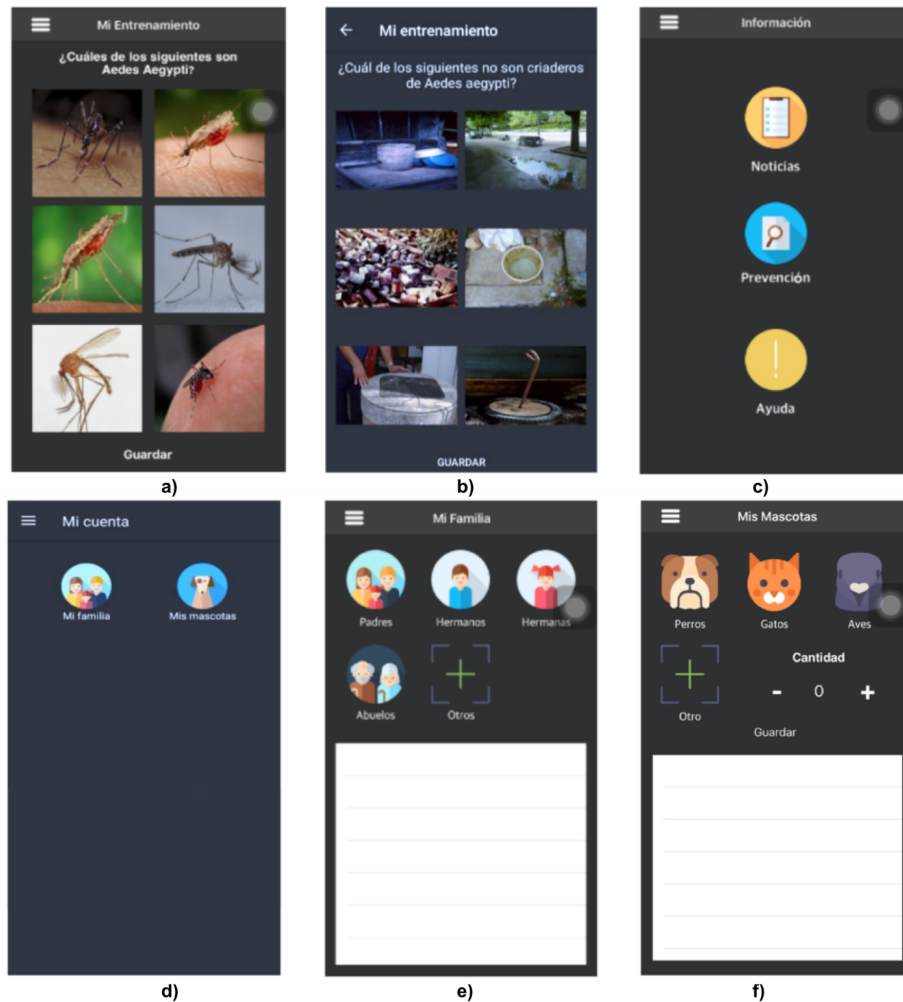 Mi Entrenamiento
¿Cuáles de los siguientes son
Aedes Aegypti?
Guardar
a)
Mi entrenamiento
¿Cuál de los siguientes no son criaderos
de Aedes aegypti?
GUARDAR
b)
Información
Noticias
Prevención
Ayuda
c)
Mi cuenta
Mi familia
Mis mascotas
d)
Mi Familia
Padres
Hermanos
Hermanas
Abuelos
Otros
e)
Mis Mascotas
Perros
Gatos
Aves
Cantidad
- 0 +
Otro
Guardar
f)